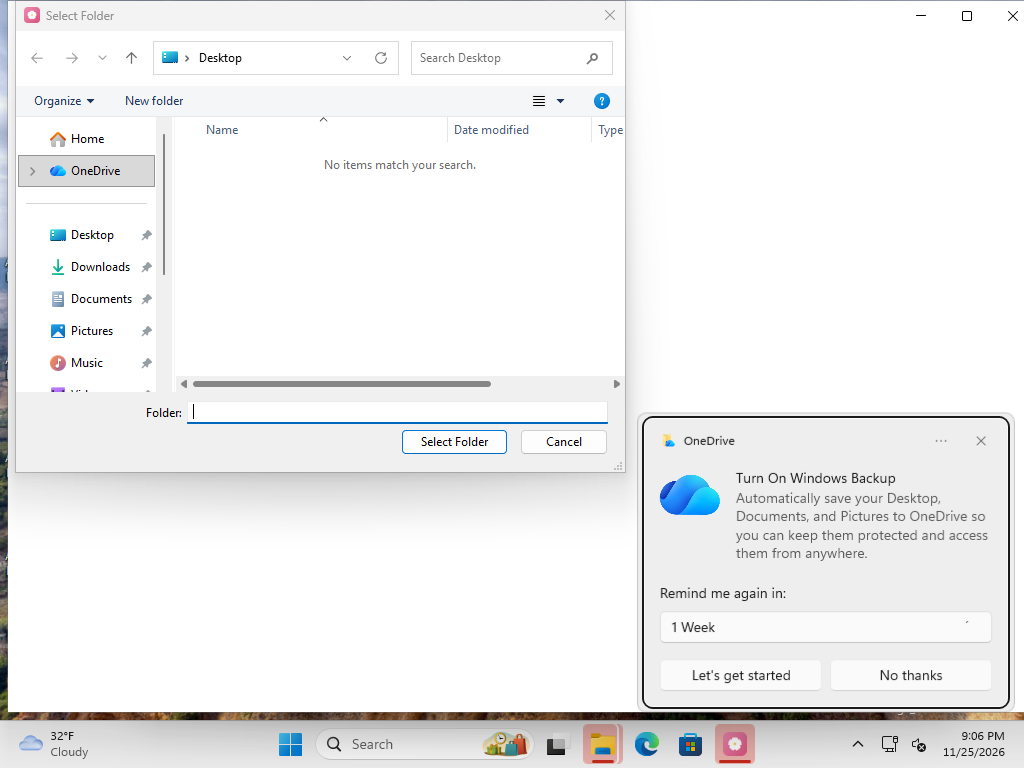 Select Folder
Desktop
Search Desktop
Organize
New folder
?
Name
Date modified
Type
No items match your search.
Home
OneDrive
Desktop
Downloads
Documents
Pictures
Music
Folder:
Select Folder
Cancel
OneDrive
Turn On Windows Backup
Automatically save your Desktop,
Documents, and Pictures to OneDrive so
you can keep them protected and access
them from anywhere.
Remind me again in:
1 Week
Let's get started
No thanks
32°F
Cloudy
Search
9:06 PM
11/25/2026